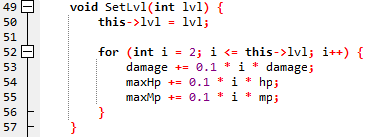 49 void SetLvl(int lvl) {
50 this->lvl = lvl;
51
52 for (int i = 2; i <= this->lvl; i++) {
53 damage += 0.1 * i * damage;
54 maxHp += 0.1 * i * hp;
55 maxMp += 0.1 * i * mp;
56 }
57 }